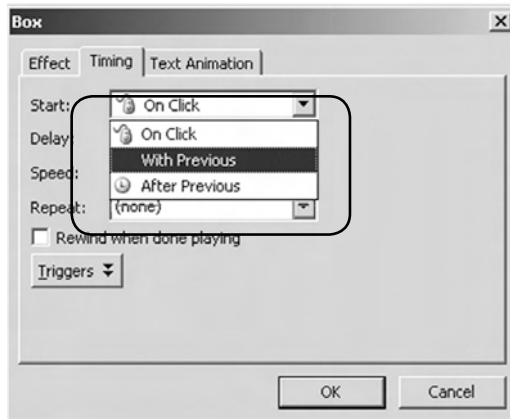 Box
Effect Timing Text Animation
Start: On Click
Delay: On Click
With Previous
Speed:
After Previous
Repeat: (none)
Rewind when done playing
Triggers
OK Cancel